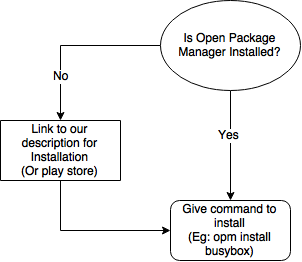 Is Open Package
Manager Installed?
No
Link to our
description for
Installation
(Or play store)
Yes
Give command to
install
(Eg: opm install
busybox)